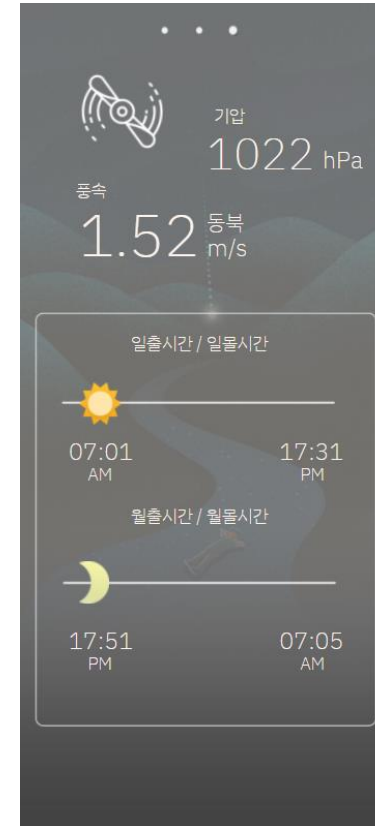 기압
1022 hPa
풍속
1.52 동북
m/s
일출시간 / 일몰시간
07:01 17:31
AM PM
월출시간 / 월몰시간
17:51 07:05
PM AM